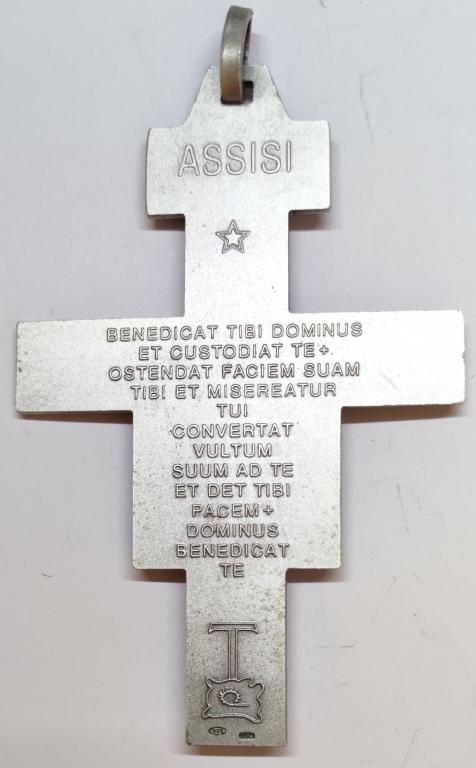 ASSISI
BENEDICAT TIBI DOMINUS
ET CUSTODIAT TE+
OSTENDAT FACIEM SUAM
TIBI ET MISEREATUR
TUI
CONVERTAT
VULTUM
SUUM AD TE
ET DET TIBI
PACEM+
DOMINUS
BENEDICAT
TE
T